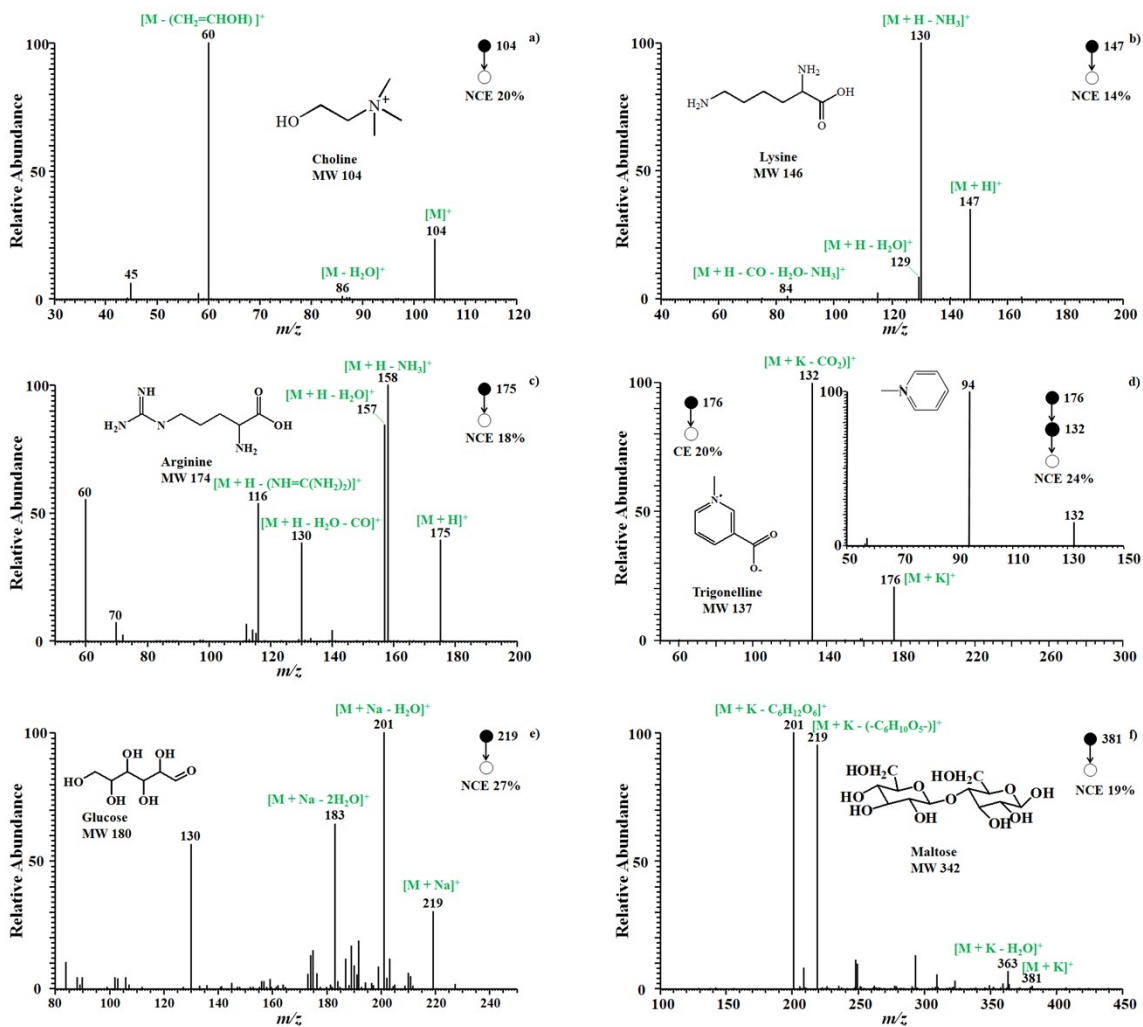 [M - (CH₂=CHOH) ]⁺
60
a)
104
NCE 20%
HO
N+
Choline
MW 104
[M]⁺
104
[M - H₂O]⁺
86
45
Relative Abundance
100
50
0
30 40 50 60 70 80 90 100 110 120
m/z
[M + H - NH₃]⁺
130
b)
147
NCE 14%
NH₂
H₂N
OH
O
Lysine
MW 146
[M + H]⁺
147
[M + H - H₂O]⁺
129
[M + H - CO - H₂O- NH₃]⁺
84
Relative Abundance
100
50
0
40 60 80 100 120 140 160 180 200
m/z
[M + H - NH₃]⁺
158
c)
[M + H - H₂O]⁺
157
175
NCE 18%
NH
O
H₂N
N
OH
NH₂
Arginine
MW 174
[M + H - (NH=C(NH₂)₂)]⁺
116
60
[M + H - H₂O - CO]⁺
130
[M + H]⁺
175
70
Relative Abundance
100
50
0
60 80 100 120 140 160 180 200
m/z
[M + K - CO₂)]⁺
132
d)
176
CE 20%
N
94
176
132
NCE 24%
132
100
0
50 70 90 110 130 150
N
O
O-
Trigonelline
MW 137
176
[M + K]⁺
Relative Abundance
100
50
0
60 100 140 180 220 260 300
m/z
[M + Na - H₂O]⁺
201
e)
219
NCE 27%
OH OH
HO
O
OH OH
Glucose
MW 180
[M + Na - 2H₂O]⁺
183
130
[M + Na]⁺
219
Relative Abundance
100
50
0
80 100 120 140 160 180 200 220 240
m/z
[M + K - C₆H₁₂O₆]⁺
201
[M + K - (-C₆H₁₀O₅-)]⁺
219
f)
381
NCE 19%
HOH₂C
HOH₂C
HO
O
O
OH
HO
O
OH
HO
OH
Maltose
MW 342
[M + K - H₂O]⁺
363
[M + K]⁺
381
Relative Abundance
100
50
0
100 150 200 250 300 350 400 450
m/z